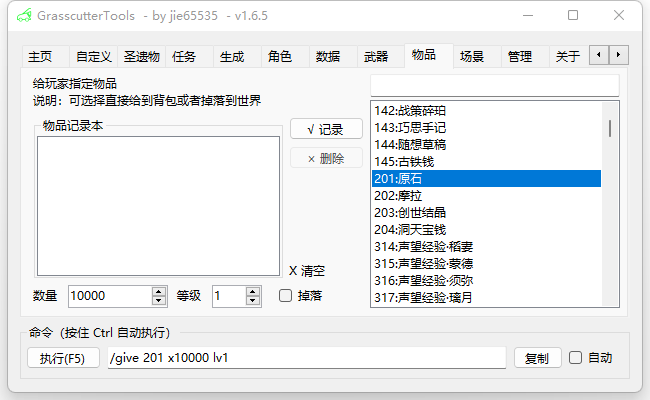 GrasscutterTools - by jie65535 - v1.6.5
主页 自定义 圣遗物 任务 生成 角色 数据 武器 物品 场景 管理 关于
给玩家指定物品
说明：可选择直接给到背包或者掉落到世界
物品记录本
√ 记录
× 删除
X 清空
数量 10000 等级 1 掉落
142:战策碎珀
143:巧思手记
144:随想草稿
145:古铁钱
201:原石
202:摩拉
203:创世结晶
204:洞天宝钱
314:声望经验·稻妻
315:声望经验·蒙德
316:声望经验·须弥
317:声望经验·璃月
命令（按住 Ctrl 自动执行）
执行(F5) /give 201 x10000 lv1 复制 自动